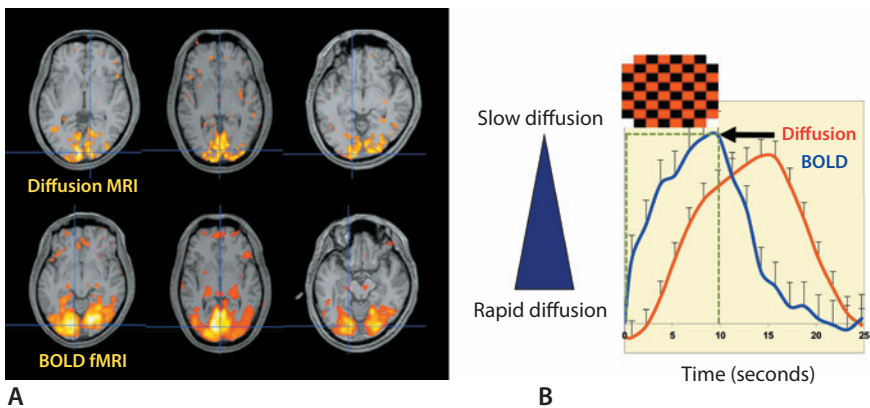 Diffusion MRI
BOLD fMRI
A
Slow diffusion
Rapid diffusion
Diffusion
BOLD
0 5 10 15 20 25
Time (seconds)
B